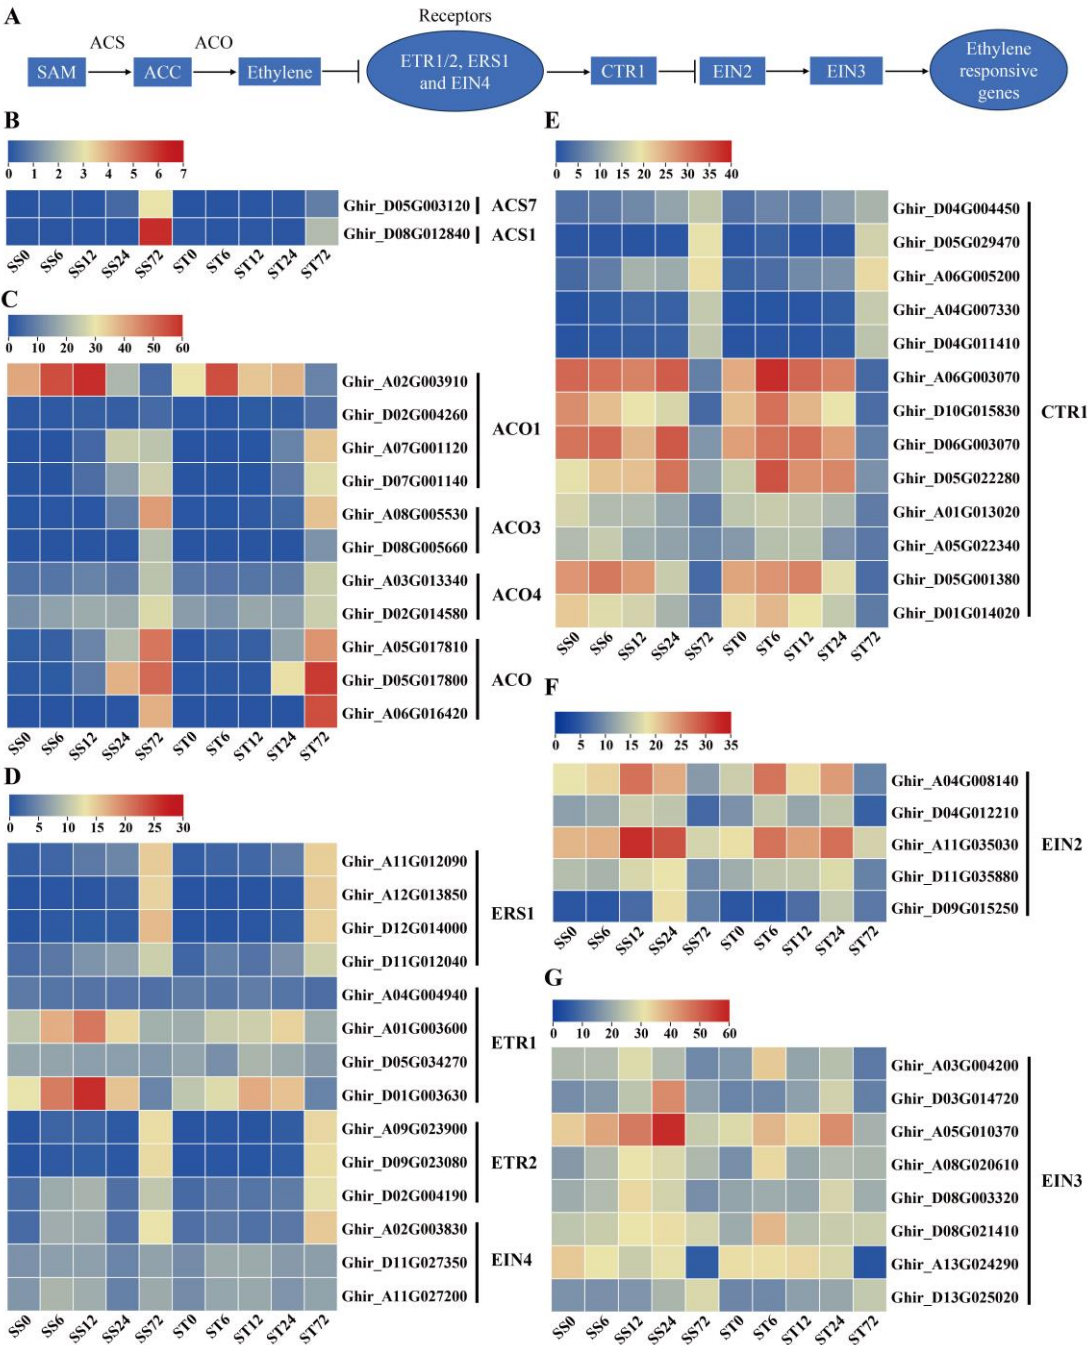 A
Receptors
ACS
ACO
SAM
ACC
Ethylene
ETR1/2, ERS1
and EIN4
CTR1
EIN2
EIN3
Ethylene
responsive
genes
B
0 1 2 3 4 5 6 7
Ghir_D05G003120
ACS7
Ghir_D08G012840
ACS1
SS0 SS6 SS12 SS24 SS72 ST0 ST6 ST12 ST24 ST72
C
0 10 20 30 40 50 60
Ghir_A02G003910
Ghir_D02G004260
Ghir_A07G001120
Ghir_D07G001140
ACO1
Ghir_A08G005530
Ghir_D08G005660
ACO3
Ghir_A03G013340
Ghir_D02G014580
ACO4
Ghir_A05G017810
Ghir_D05G017800
Ghir_A06G016420
ACO
SS0 SS6 SS12 SS24 SS72 ST0 ST6 ST12 ST24 ST72
D
0 5 10 15 20 25 30
Ghir_A11G012090
Ghir_A12G013850
Ghir_D12G014000
Ghir_D11G012040
ERS1
Ghir_A04G004940
Ghir_A01G003600
Ghir_D05G034270
Ghir_D01G003630
ETR1
Ghir_A09G023900
Ghir_D09G023080
Ghir_D02G004190
ETR2
Ghir_A02G003830
Ghir_D11G027350
Ghir_A11G027200
EIN4
SS0 SS6 SS12 SS24 SS72 ST0 ST6 ST12 ST24 ST72
E
0 5 10 15 20 25 30 35 40
Ghir_D04G004450
Ghir_D05G029470
Ghir_A06G005200
Ghir_A04G007330
Ghir_D04G011410
Ghir_A06G003070
Ghir_D10G015830
Ghir_D06G003070
Ghir_D05G022280
Ghir_A01G013020
Ghir_A05G022340
Ghir_D05G001380
Ghir_D01G014020
CTR1
SS0 SS6 SS12 SS24 SS72 ST0 ST6 ST12 ST24 ST72
F
0 5 10 15 20 25 30 35
Ghir_A04G008140
Ghir_D04G012210
Ghir_A11G035030
Ghir_D11G035880
Ghir_D09G015250
EIN2
SS0 SS6 SS12 SS24 SS72 ST0 ST6 ST12 ST24 ST72
G
0 10 20 30 40 50 60
Ghir_A03G004200
Ghir_D03G014720
Ghir_A05G010370
Ghir_A08G020610
Ghir_D08G003320
Ghir_D08G021410
Ghir_A13G024290
Ghir_D13G025020
EIN3
SS0 SS6 SS12 SS24 SS72 ST0 ST6 ST12 ST24 ST72